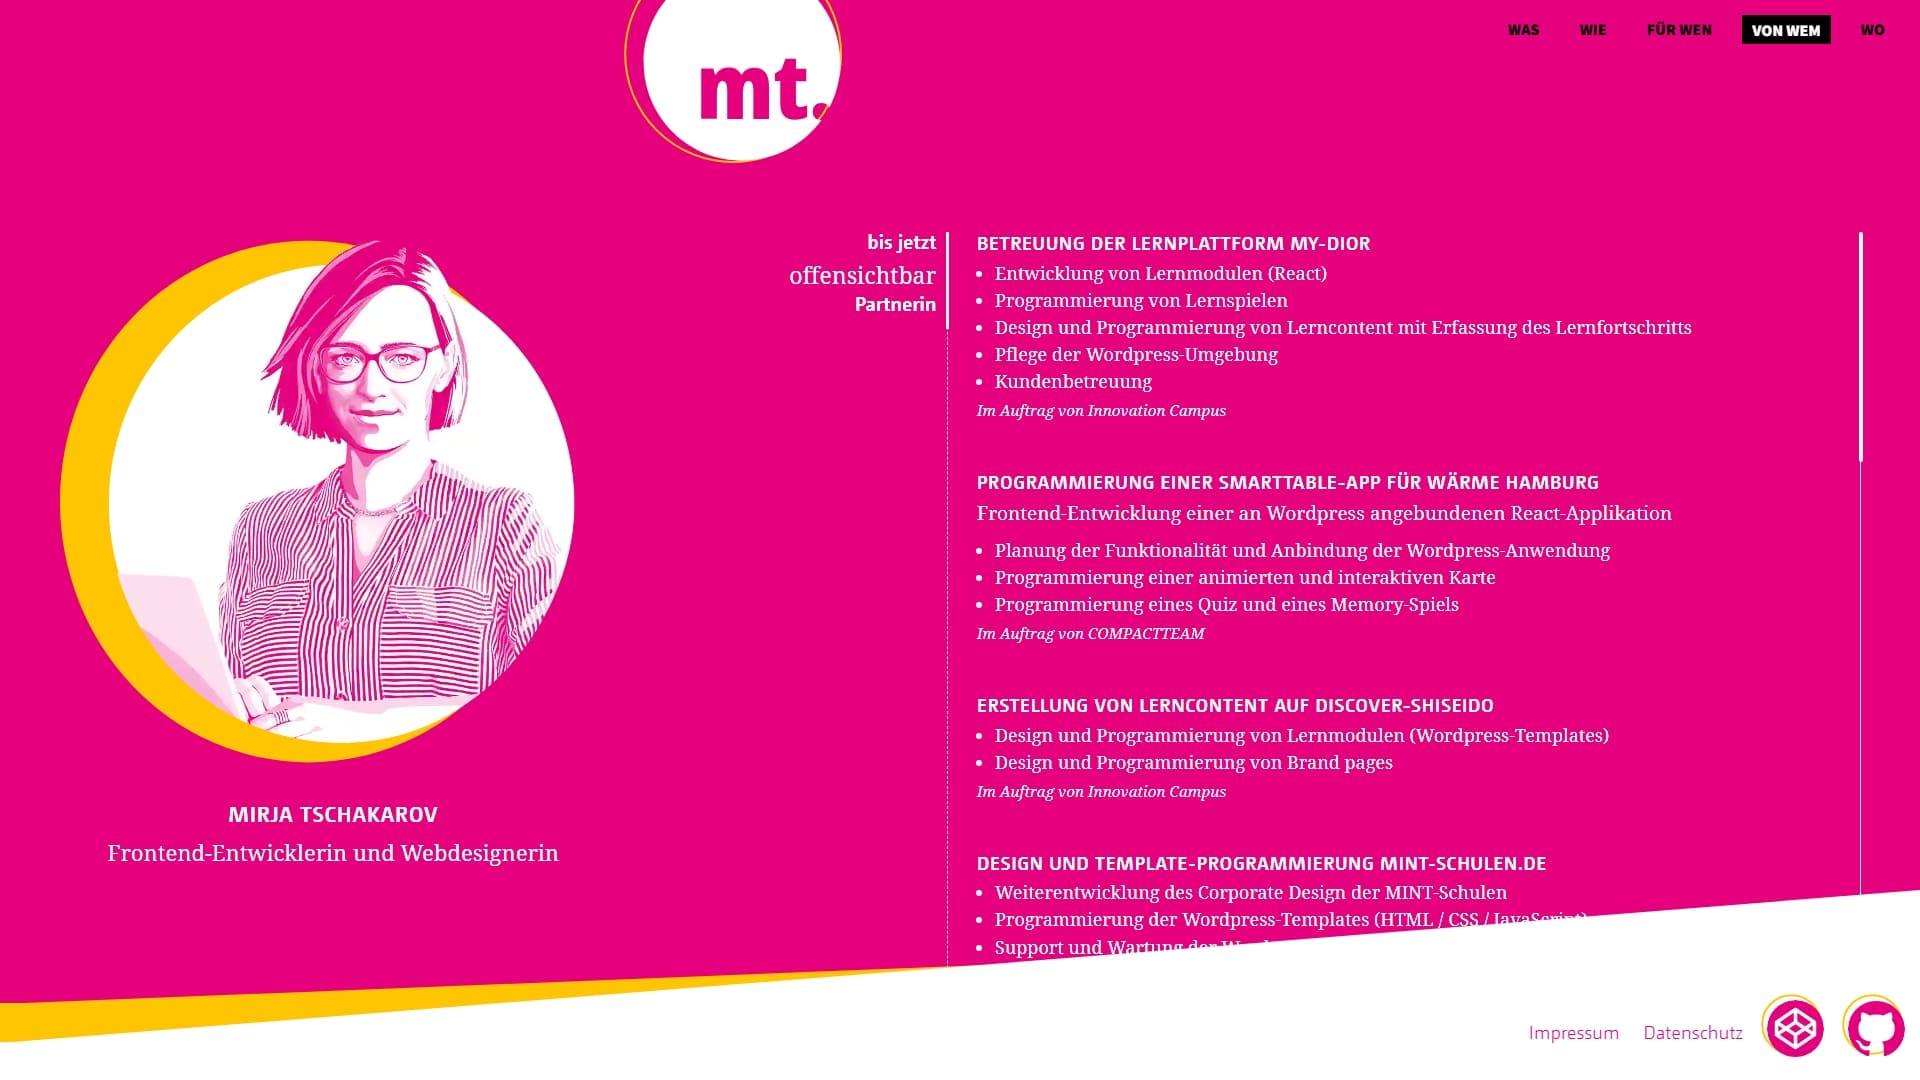 mt.
WAS WIE FÜR WEN VON WEM WO
bis jetzt
offensichtbar
Partnerin
BETREUUNG DER LERNPLATTFORM MY-DIOR
• Entwicklung von Lernmodulen (React)
• Programmierung von Lernspielen
• Design und Programmierung von Lerncontent mit Erfassung des Lernfortschritts
• Pflege der Wordpress-Umgebung
• Kundenbetreuung
Im Auftrag von Innovation Campus
PROGRAMMIERUNG EINER SMARTTABLE-APP FÜR WÄRME HAMBURG
Frontend-Entwicklung einer an Wordpress angebundenen React-Applikation
• Planung der Funktionalität und Anbindung der Wordpress-Anwendung
• Programmierung einer animierten und interaktiven Karte
• Programmierung eines Quiz und eines Memory-Spiels
Im Auftrag von COMPACTTEAM
ERSTELLUNG VON LERNCONTENT AUF DISCOVER-SHISEIDO
• Design und Programmierung von Lernmodulen (Wordpress-Templates)
• Design und Programmierung von Brand pages
Im Auftrag von Innovation Campus
DESIGN UND TEMPLATE-PROGRAMMIERUNG MINT-SCHULEN.DE
• Weiterentwicklung des Corporate Design der MINT-Schulen
• Programmierung der Wordpress-Templates (HTML / CSS / JavaScript)
• Support und Wartung der
MIRJA TSCHAKAROV
Frontend-Entwicklerin und Webdesignerin
Impressum Datenschutz